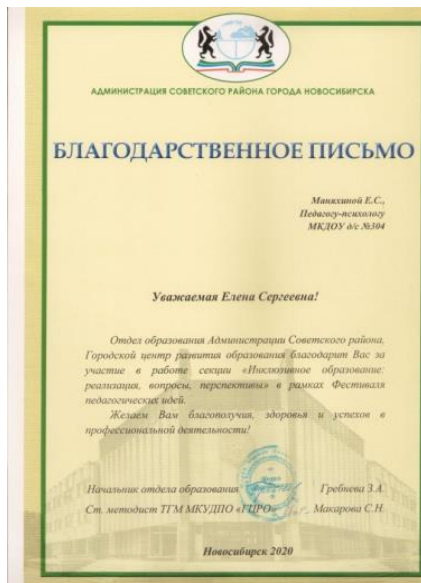 АДМИНИСТРАЦИЯ СОВЕТСКОГО РАЙОНА ГОРОДА НОВОСИБИРСКА
БЛАГОДАРСТВЕННОЕ ПИСЬМО
Маняхиной Е.С.,
Педагогу-психологу
МКДОУ д/с №304
Уважаемая Елена Сергеевна!
Отдел образования Администрации Советского района,
Городской центр развития образования благодарит Вас за
участие в работе секции «Инклюзивное образование:
реализация, вопросы, перспективы» в рамках Фестиваля
педагогических идей.
Желаем Вам благополучия, здоровья и успехов в
профессиональной деятельности!
Начальник отдела образования Гребнева З.А.
Ст. методист ТГМ МКУДПО «ГЦРО» Макарова С.Н.
Новосибирск 2020